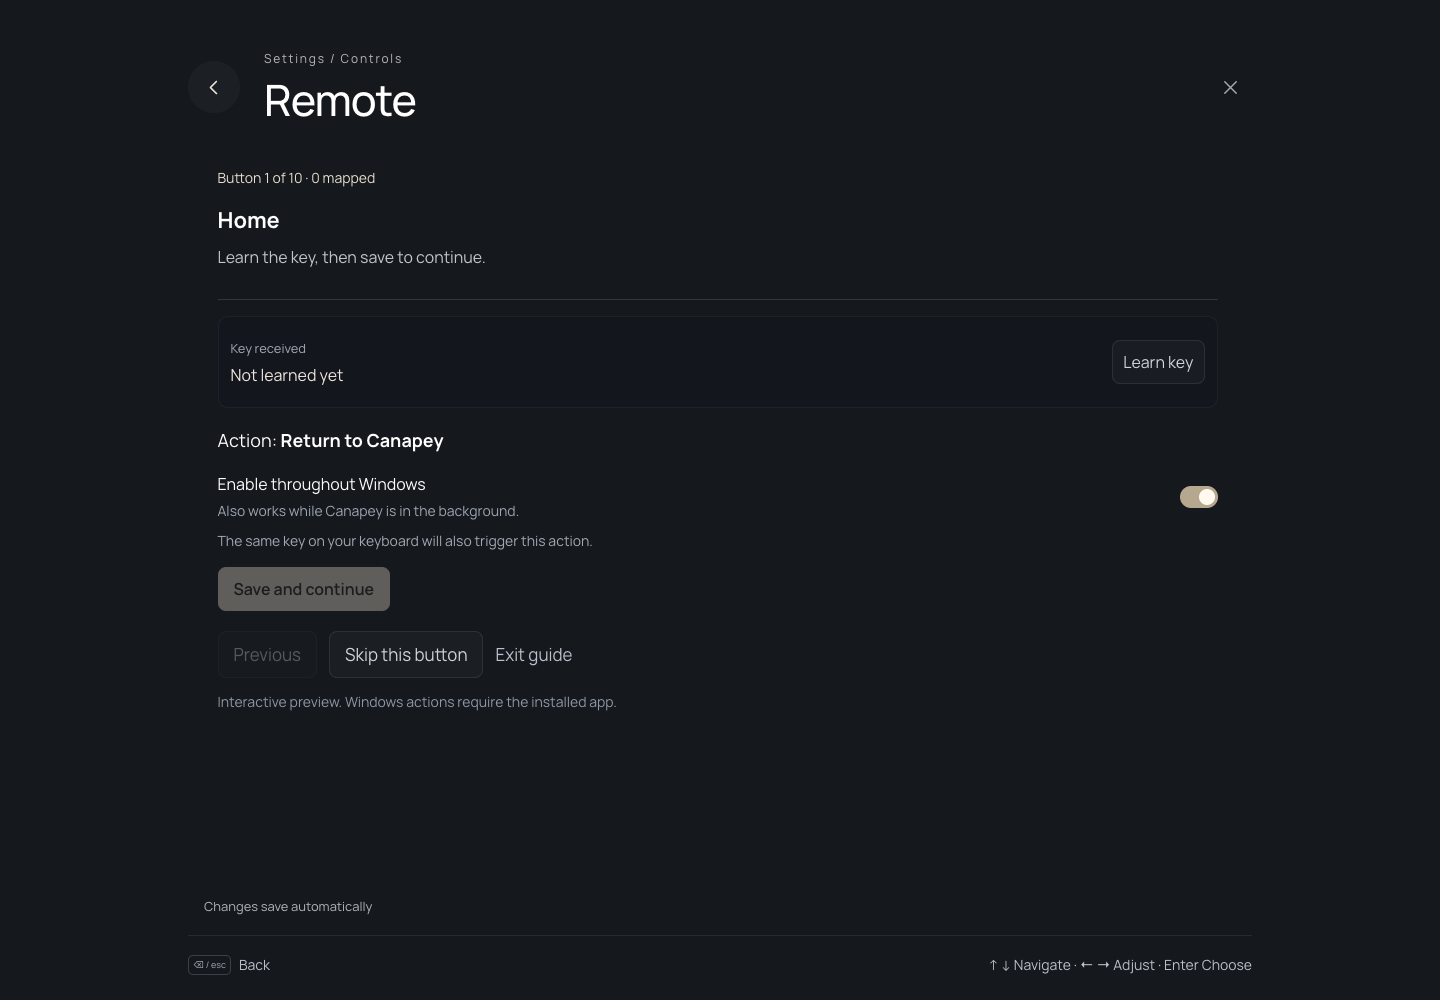 Settings / Controls
Remote
Button 1 of 10 · 0 mapped
Home
Learn the key, then save to continue.
Key received
Not learned yet
Learn key
Action: Return to Canapey
Enable throughout Windows
Also works while Canapey is in the background.
The same key on your keyboard will also trigger this action.
Save and continue
Previous
Skip this button
Exit guide
Interactive preview. Windows actions require the installed app.
Changes save automatically
⌫ / esc Back
↑ ↓ Navigate · ← → Adjust · Enter Choose